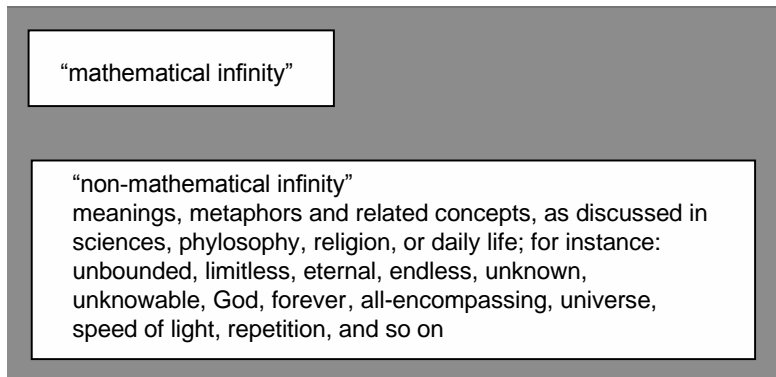 “mathematical infinity”
“non-mathematical infinity”
meanings, metaphors and related concepts, as discussed in
sciences, phylosophy, religion, or daily life; for instance:
unbounded, limitless, eternal, endless, unknown,
unknowable, God, forever, all-encompassing, universe,
speed of light, repetition, and so on